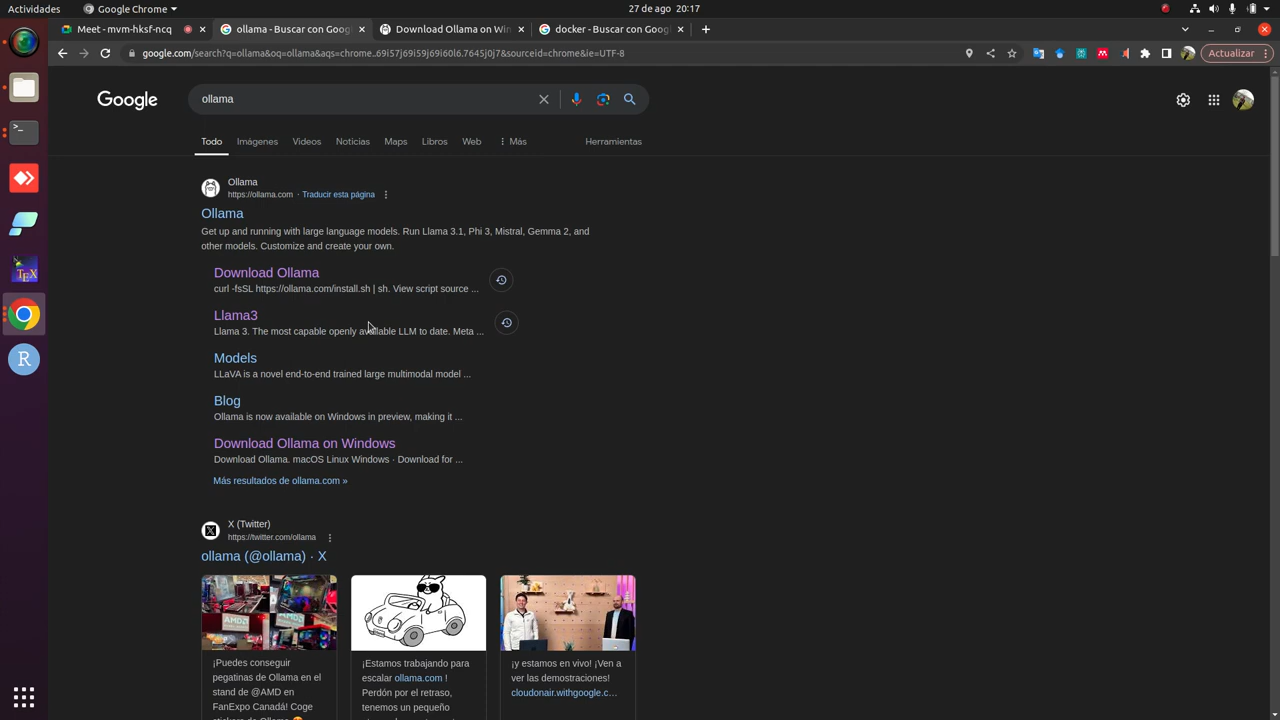 Actividades
Google Chrome
27 de ago 20:17
Meet - mvm-hksf-ncq
ollama - Buscar con Goog
Download Ollama on Win
docker - Buscar con Goog
google.com/search?q=ollama&oq=ollama&aqs=chrome..69i57j69i59j69i60l6.7645j0j7&sourceid=chrome&ie=UTF-8
Actualizar
Google
ollama
Todo
Imágenes
Videos
Noticias
Maps
Libros
Web
Más
Herramientas
Ollama
https://ollama.com · Traducir esta página
Ollama
Get up and running with large language models. Run Llama 3.1, Phi 3, Mistral, Gemma 2, and
other models. Customize and create your own.
Download Ollama
curl -fsSL https://ollama.com/install.sh | sh. View script source ...
Llama3
Llama 3. The most capable openly available LLM to date. Meta ...
Models
LLaVA is a novel end-to-end trained large multimodal model ...
Blog
Ollama is now available on Windows in preview, making it ...
Download Ollama on Windows
Download Ollama. macOS Linux Windows · Download for ...
Más resultados de ollama.com »
X (Twitter)
https://twitter.com/ollama
ollama (@ollama) · X
AMD
AMD
¡Puedes conseguir
pegatinas de Ollama en el
stand de @AMD en
FanExpo Canadá! Coge
¡Estamos trabajando para
escalar ollama.com !
Perdón por el retraso,
tenemos un pequeño
¡y estamos en vivo! ¡Ven a
ver las demostraciones!
cloudonair.withgoogle.c...
TEX
R